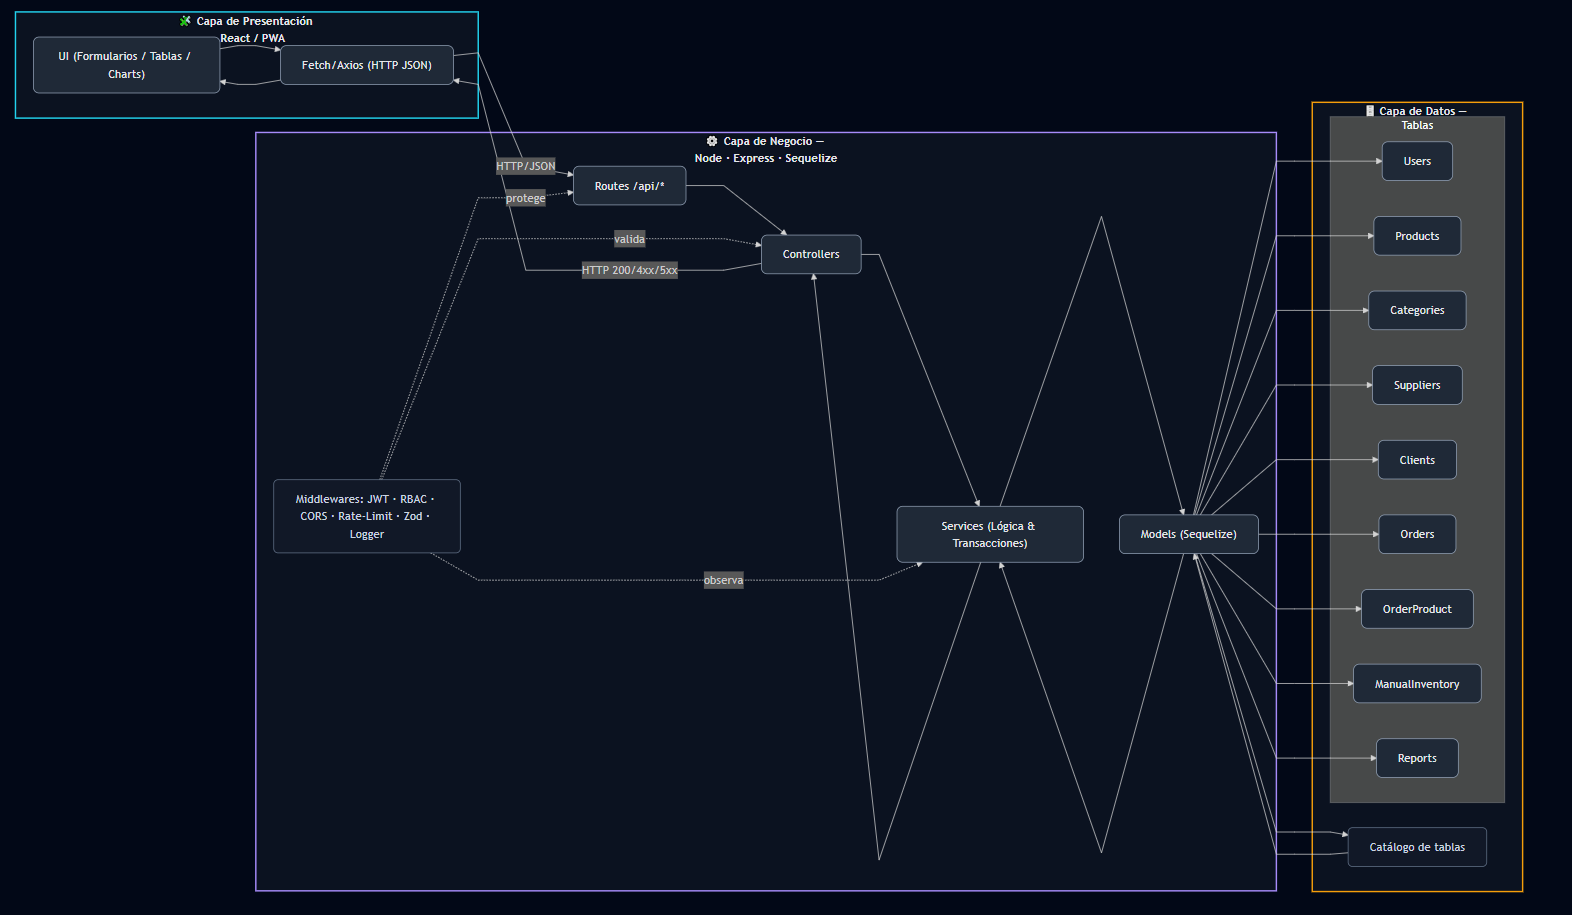 🧩 Capa de Presentación
React / PWA
UI (Formularios / Tablas /
Charts)
Fetch/Axios (HTTP JSON)
⚙ Capa de Negocio —
Node · Express · Sequelize
HTTP/JSON
Routes /api/*
protege
valida
Controllers
HTTP 200/4xx/5xx
Middlewares: JWT · RBAC ·
CORS · Rate-Limit · Zod ·
Logger
Services (Lógica &
Transacciones)
Models (Sequelize)
observa
🗄 Capa de Datos —
Tablas
Users
Products
Categories
Suppliers
Clients
Orders
OrderProduct
ManualInventory
Reports
Catálogo de tablas